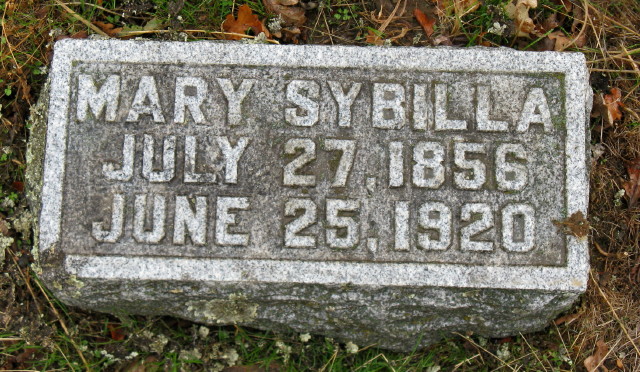 MARY SYBILLA
JULY 27, 1856
JUNE 25, 1920